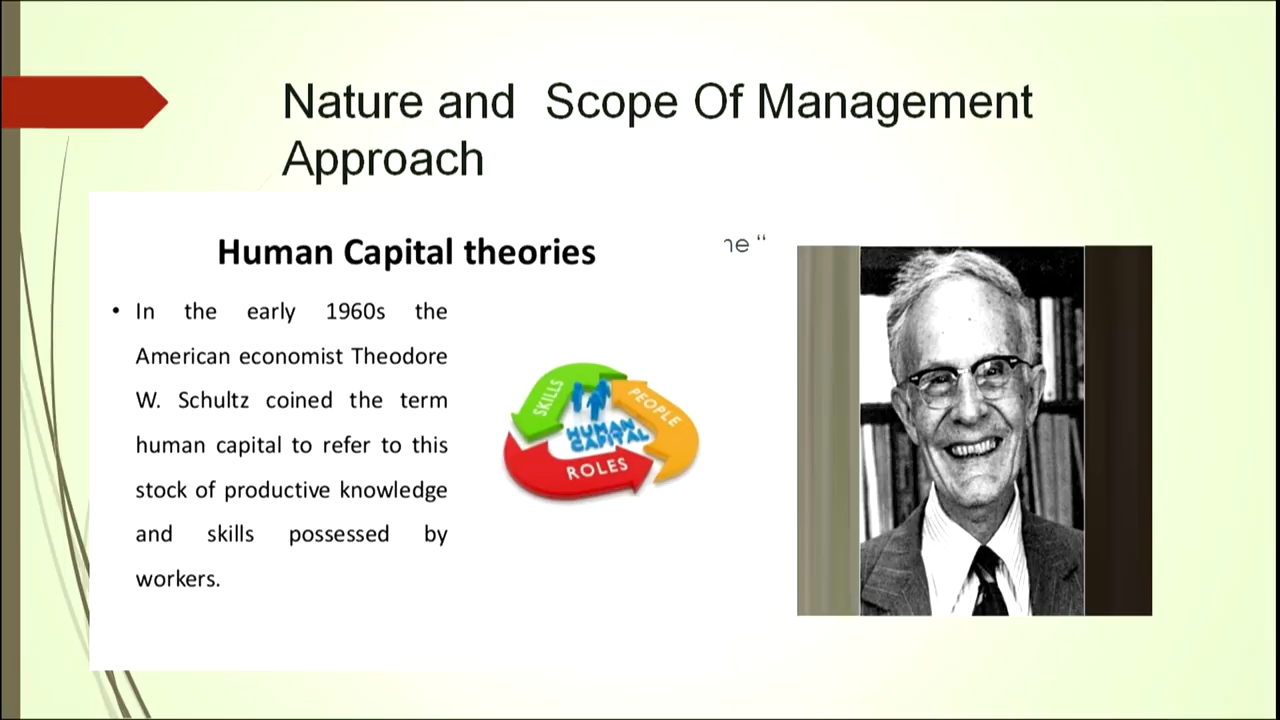 Nature and Scope Of Management
Approach
Human Capital theories
• In the early 1960s the
American economist Theodore
W. Schultz coined the term
human capital to refer to this
stock of productive knowledge
and skills possessed by
workers.
SKILLS
PEOPLE
HUMAN
CAPITAL
ROLES